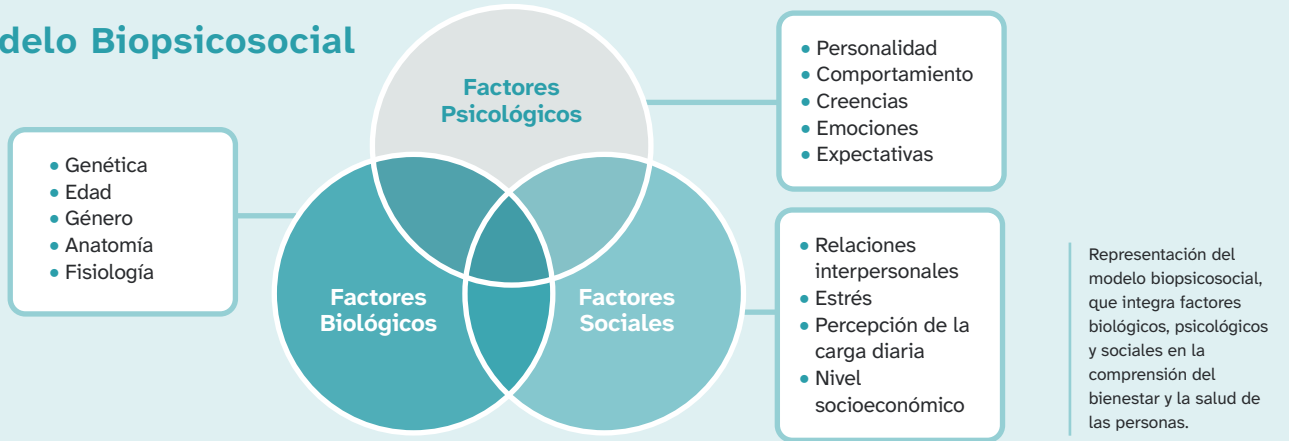 delo Biopsicosocial
Factores
Psicológicos
• Personalidad
• Comportamiento
• Creencias
• Emociones
• Expectativas
• Genética
• Edad
• Género
• Anatomía
• Fisiología
Factores
Biológicos
Factores
Sociales
• Relaciones
interpersonales
• Estrés
• Percepción de la
carga diaria
• Nivel
socioeconómico
Representación del
modelo biopsicosocial,
que integra factores
biológicos, psicológicos
y sociales en la
comprensión del
bienestar y la salud de
las personas.